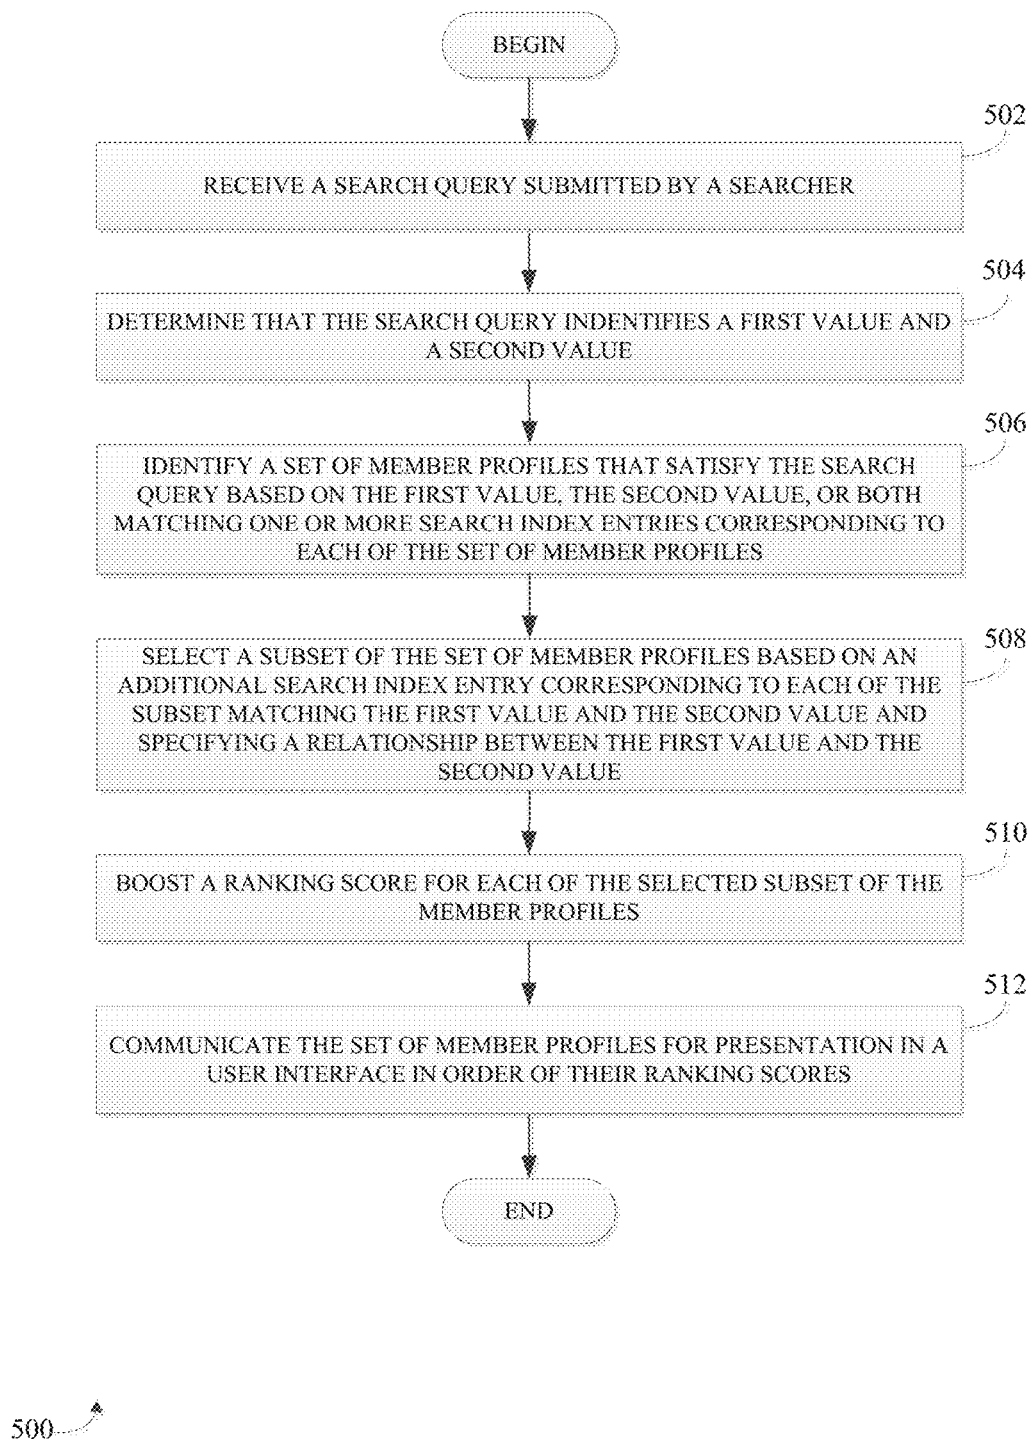 BEGIN
502
RECEIVE A SEARCH QUERY SUBMITTED BY A SEARCHER
504
DETERMINE THAT THE SEARCH QUERY INDENTIFIES A FIRST VALUE AND
A SECOND VALUE
506
IDENTIFY A SET OF MEMBER PROFILES THAT SATISFY THE SEARCH
QUERY BASED ON THE FIRST VALUE, THE SECOND VALUE, OR BOTH
MATCHING ONE OR MORE SEARCH INDEX ENTRIES CORRESPONDING TO
EACH OF THE SET OF MEMBER PROFILES
508
SELECT A SUBSET OF THE SET OF MEMBER PROFILES BASED ON AN
ADDITIONAL SEARCH INDEX ENTRY CORRESPONDING TO EACH OF THE
SUBSET MATCHING THE FIRST VALUE AND THE SECOND VALUE AND
SPECIFYING A RELATIONSHIP BETWEEN THE FIRST VALUE AND THE
SECOND VALUE
510
BOOST A RANKING SCORE FOR EACH OF THE SELECTED SUBSET OF THE
MEMBER PROFILES
512
COMMUNICATE THE SET OF MEMBER PROFILES FOR PRESENTATION IN A
USER INTERFACE IN ORDER OF THEIR RANKING SCORES
END
500